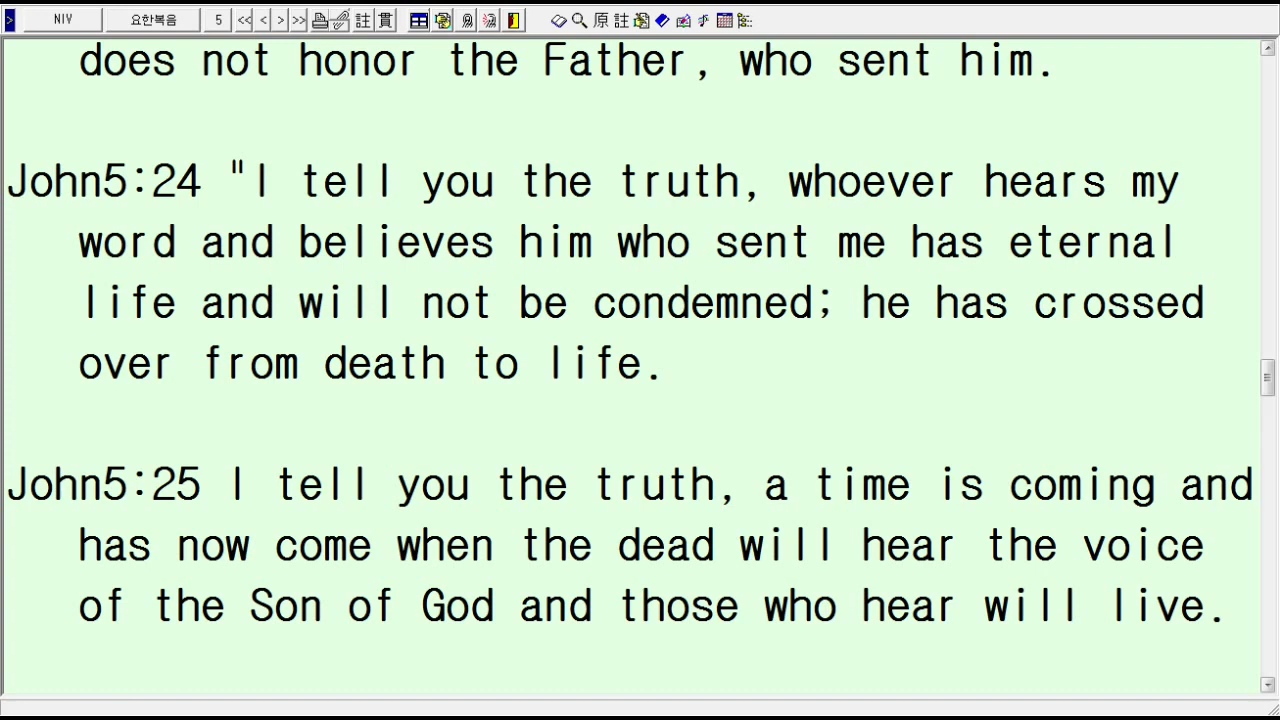 > NIV 요한복음 5 << < > >> 註 貫 原 註
does not honor the Father, who sent him.
John5:24 "I tell you the truth, whoever hears my
word and believes him who sent me has eternal
life and will not be condemned; he has crossed
over from death to life.
John5:25 I tell you the truth, a time is coming and
has now come when the dead will hear the voice
of the Son of God and those who hear will live.